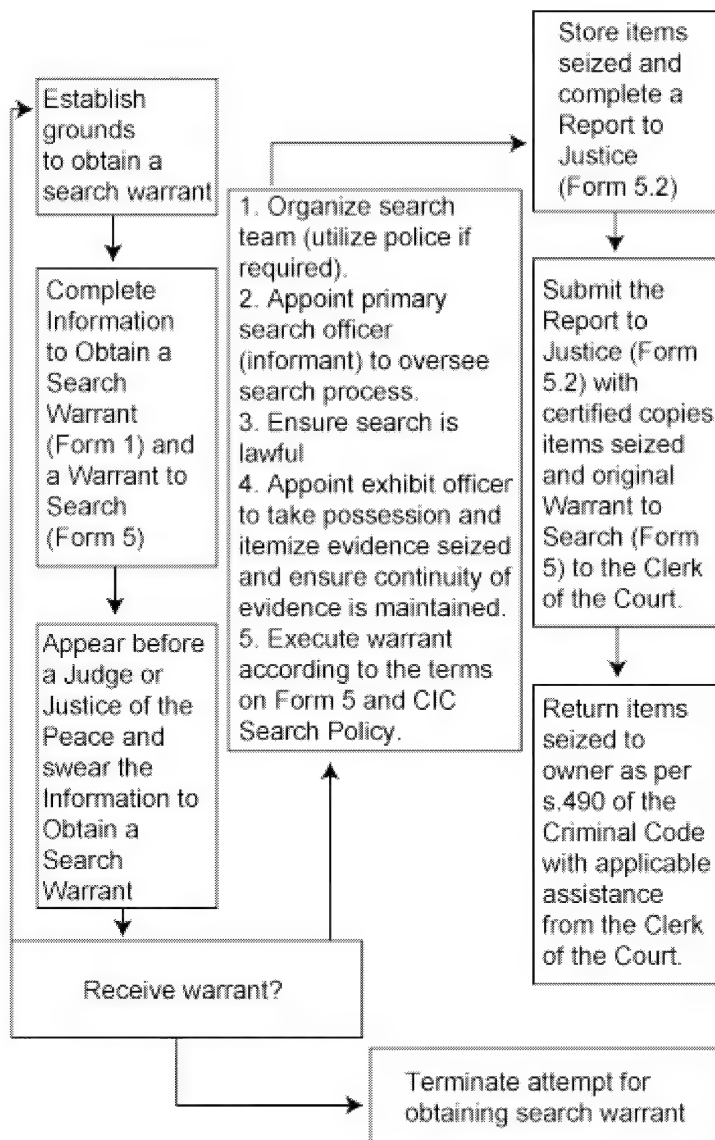 Establish
grounds
to obtain a
search warrant
Complete
Information
to Obtain a
Search
Warrant
(Form 1) and
a Warrant to
Search
(Form 5)
Appear before
a Judge or
Justice of the
Peace and
swear the
Information to
Obtain a
Search
Warrant
Receive warrant?
Terminate attempt for
obtaining search warrant
1. Organize search
team (utilize police if
required).
2. Appoint primary
search officer
(informant) to oversee
search process.
3. Ensure search is
lawful
4. Appoint exhibit officer
to take possession and
itemize evidence seized
and ensure continuity of
evidence is maintained.
5. Execute warrant
according to the terms
on Form 5 and CIC
Search Policy.
Store items
seized and
complete a
Report to
Justice
(Form 5.2)
Submit the
Report to
Justice (Form
5.2) with
certified copies
items seized
and original
Warrant to
Search (Form
5) to the Clerk
of the Court.
Return items
seized to
owner as per
s.490 of the
Criminal Code
with applicable
assistance
from the Clerk
of the Court.